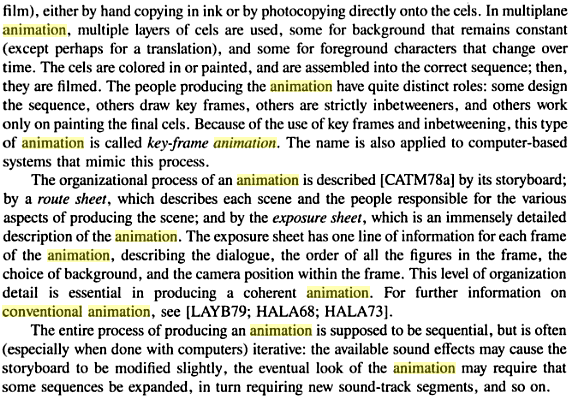 film), either by hand copying in ink or by photocopying directly onto the cels. In multiplane
animation, multiple layers of cels are used, some for background that remains constant
(except perhaps for a translation), and some for foreground characters that change over
time. The cels are colored in or painted, and are assembled into the correct sequence; then,
they are filmed. The people producing the animation have quite distinct roles: some design
the sequence, others draw key frames, others are strictly inbetweeners, and others work
only on painting the final cels. Because of the use of key frames and inbetweening, this type
of animation is called key-frame animation. The name is also applied to computer-based
systems that mimic this process.
The organizational process of an animation is described [CATM78a] by its storyboard;
by a route sheet, which describes each scene and the people responsible for the various
aspects of producing the scene; and by the exposure sheet, which is an immensely detailed
description of the animation. The exposure sheet has one line of information for each frame
of the animation, describing the dialogue, the order of all the figures in the frame, the
choice of background, and the camera position within the frame. This level of organization
detail is essential in producing a coherent animation. For further information on
conventional animation, see [LAYB79; HALA68; HALA73].
The entire process of producing an animation is supposed to be sequential, but is often
(especially when done with computers) iterative: the available sound effects may cause the
storyboard to be modified slightly, the eventual look of the animation may require that
some sequences be expanded, in turn requiring new sound-track segments, and so on.